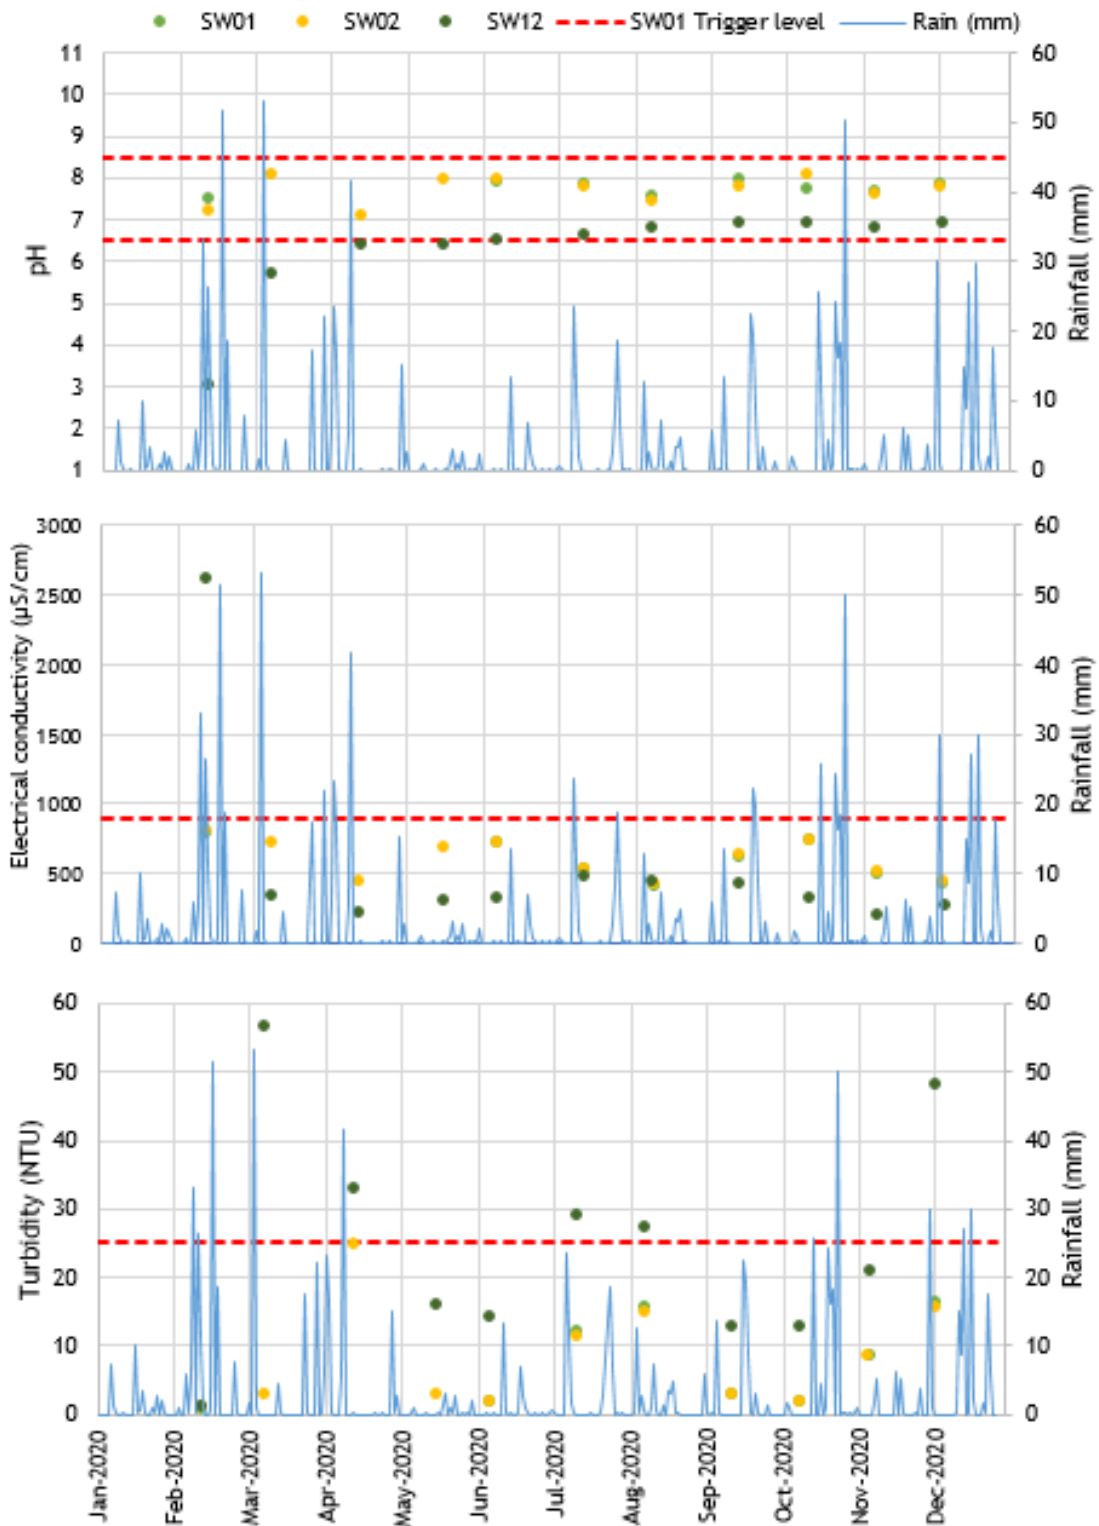 SW01 SW02 SW12 SW01 Trigger level Rain (mm)
pH
11
10
9
8
7
6
5
4
3
2
1
60
50
40
30
20
10
0
Rainfall (mm)
Electrical conductivity (µS/cm)
3000
2500
2000
1500
1000
500
0
60
50
40
30
20
10
0
Rainfall (mm)
Turbidity (NTU)
60
50
40
30
20
10
0
60
50
40
30
20
10
0
Rainfall (mm)
Jan-2020
Feb-2020
Mar-2020
Apr-2020
May-2020
Jun-2020
Jul-2020
Aug-2020
Sep-2020
Oct-2020
Nov-2020
Dec-2020